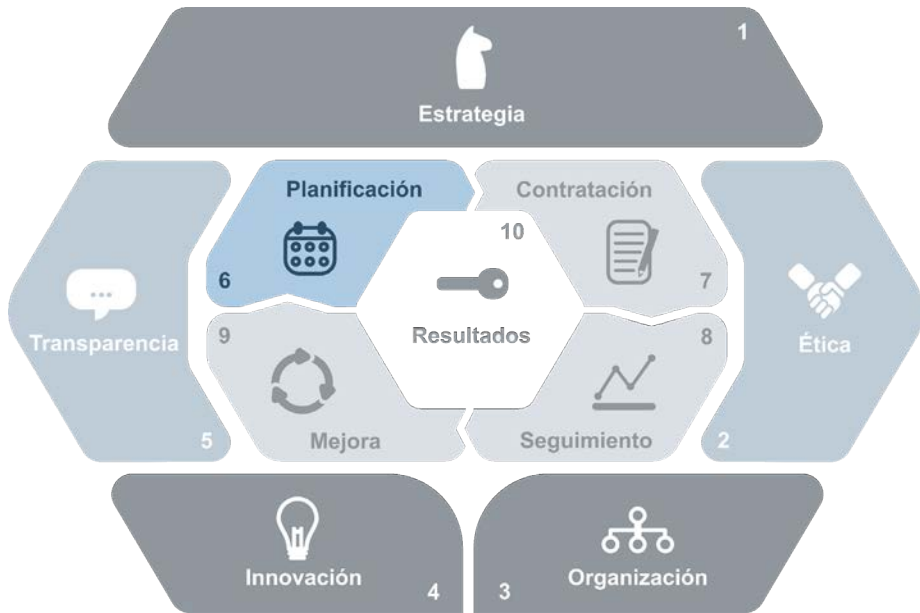 1
Estrategia
Planificación
6
Contratación
7
10
Resultados
Transparencia
5
Ética
2
9
Mejora
8
Seguimiento
Innovación
4
Organización
3